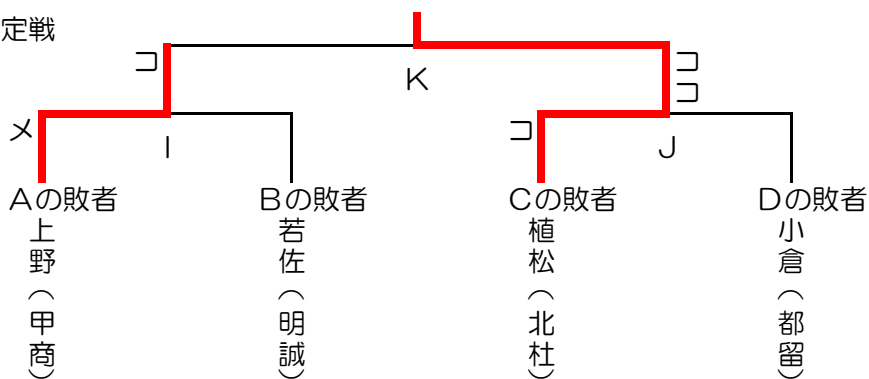 定戦
コ
K
コ
コ
メ
I
コ
J
Aの敗者
Bの敗者
Cの敗者
Dの敗者
上野(甲商)
若佐(明誠)
植松(北杜)
小倉(都留)